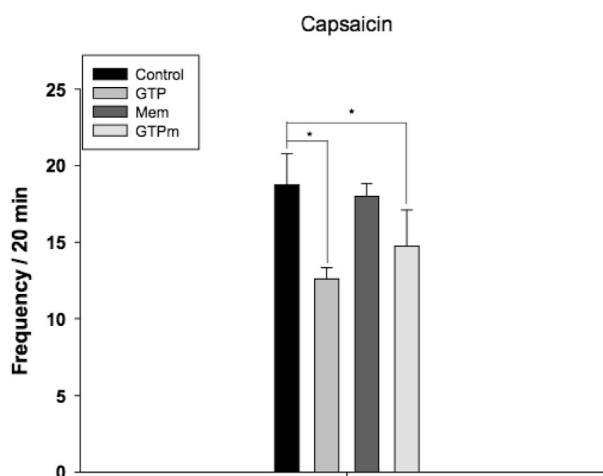 Capsaicin
Control
GTP
Mem
GTPm
Frequency / 20 min
25
20
15
10
5
0
*
*